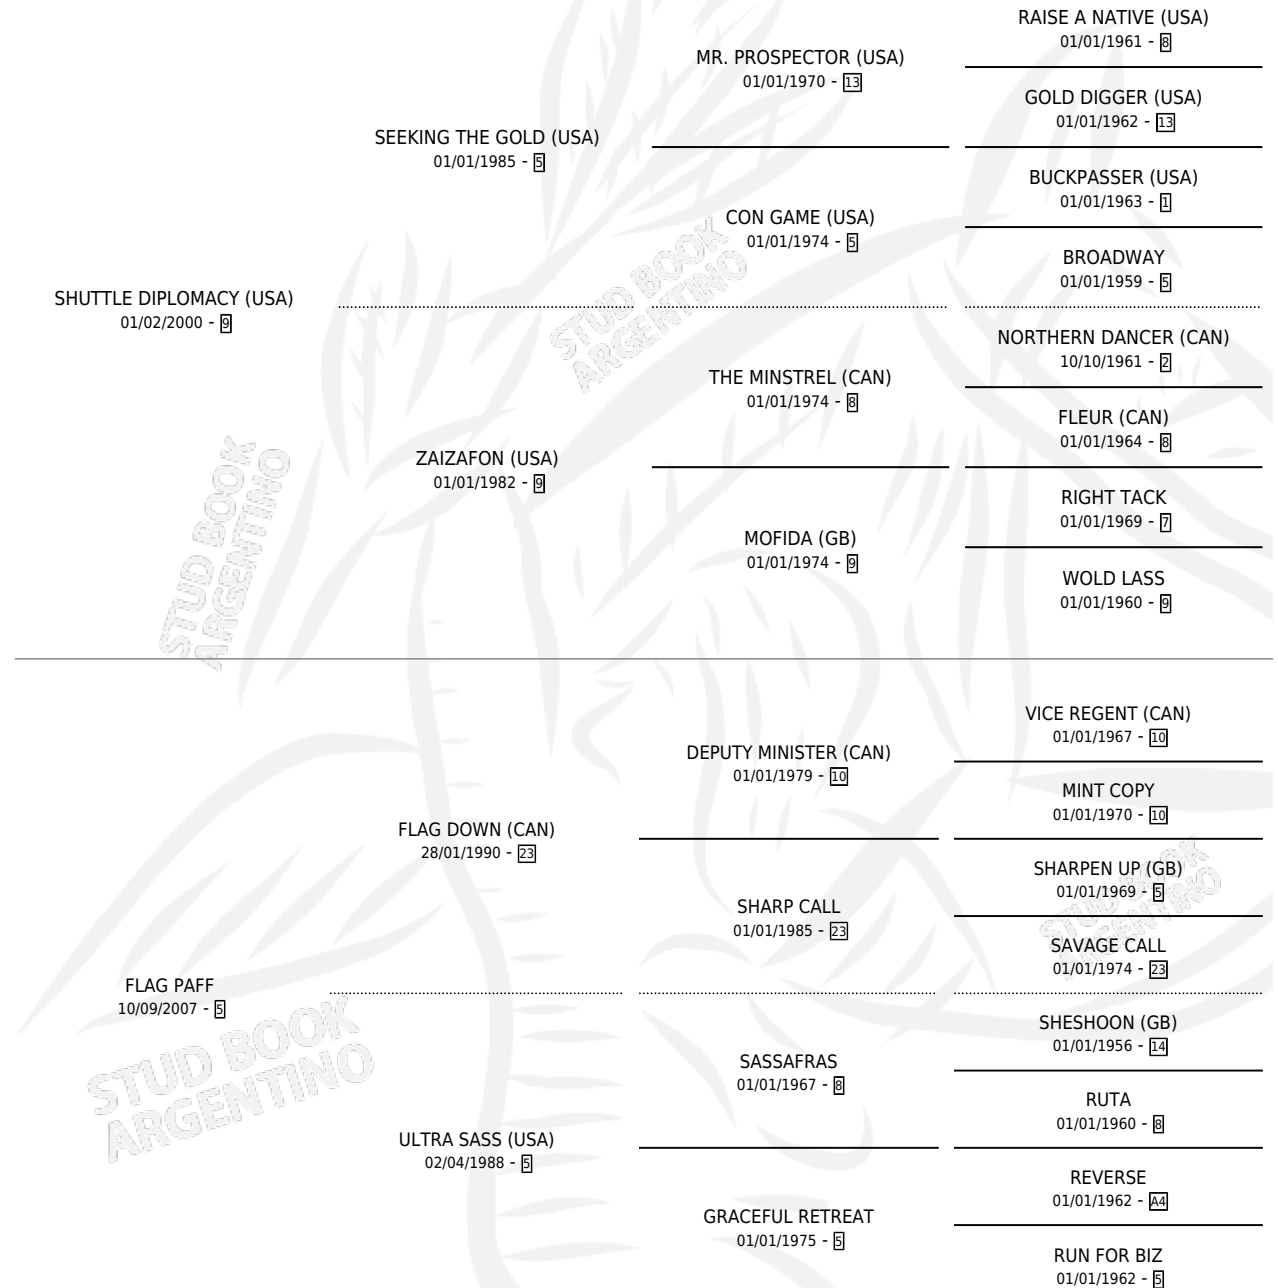 RAISE A NATIVE (USA)
01/01/1961 - 8
MR. PROSPECTOR (USA)
01/01/1970 - 13
GOLD DIGGER (USA)
01/01/1962 - 13
SEEKING THE GOLD (USA)
01/01/1985 - 5
BUCKPASSER (USA)
01/01/1963 - 1
CON GAME (USA)
01/01/1974 - 5
BROADWAY
01/01/1959 - 5
SHUTTLE DIPLOMACY (USA)
01/02/2000 - 9
STUD BOOK
ARGENTINO
NORTHERN DANCER (CAN)
10/10/1961 - 2
THE MINSTREL (CAN)
01/01/1974 - 8
FLEUR (CAN)
01/01/1964 - 8
ZAIZAFON (USA)
01/01/1982 - 9
STUD BOOK
ARGENTINO
RIGHT TACK
01/01/1969 - 7
MOFIDA (GB)
01/01/1974 - 9
WOLD LASS
01/01/1960 - 9
VICE REGENT (CAN)
01/01/1967 - 10
DEPUTY MINISTER (CAN)
01/01/1979 - 10
MINT COPY
01/01/1970 - 10
FLAG DOWN (CAN)
28/01/1990 - 23
SHARPEN UP (GB)
01/01/1969 - 5
STUD BOOK
ARGENTINO
SHARP CALL
01/01/1985 - 23
SAVAGE CALL
01/01/1974 - 23
FLAG PAFF
10/09/2007 - 5
STUD BOOK
ARGENTINO
SHESHOON (GB)
01/01/1956 - 14
SASSAFRAS
01/01/1967 - 8
RUTA
01/01/1960 - 8
ULTRA SASS (USA)
02/04/1988 - 5
REVERSE
01/01/1962 - A4
GRACEFUL RETREAT
01/01/1975 - 5
RUN FOR BIZ
01/01/1962 - 5